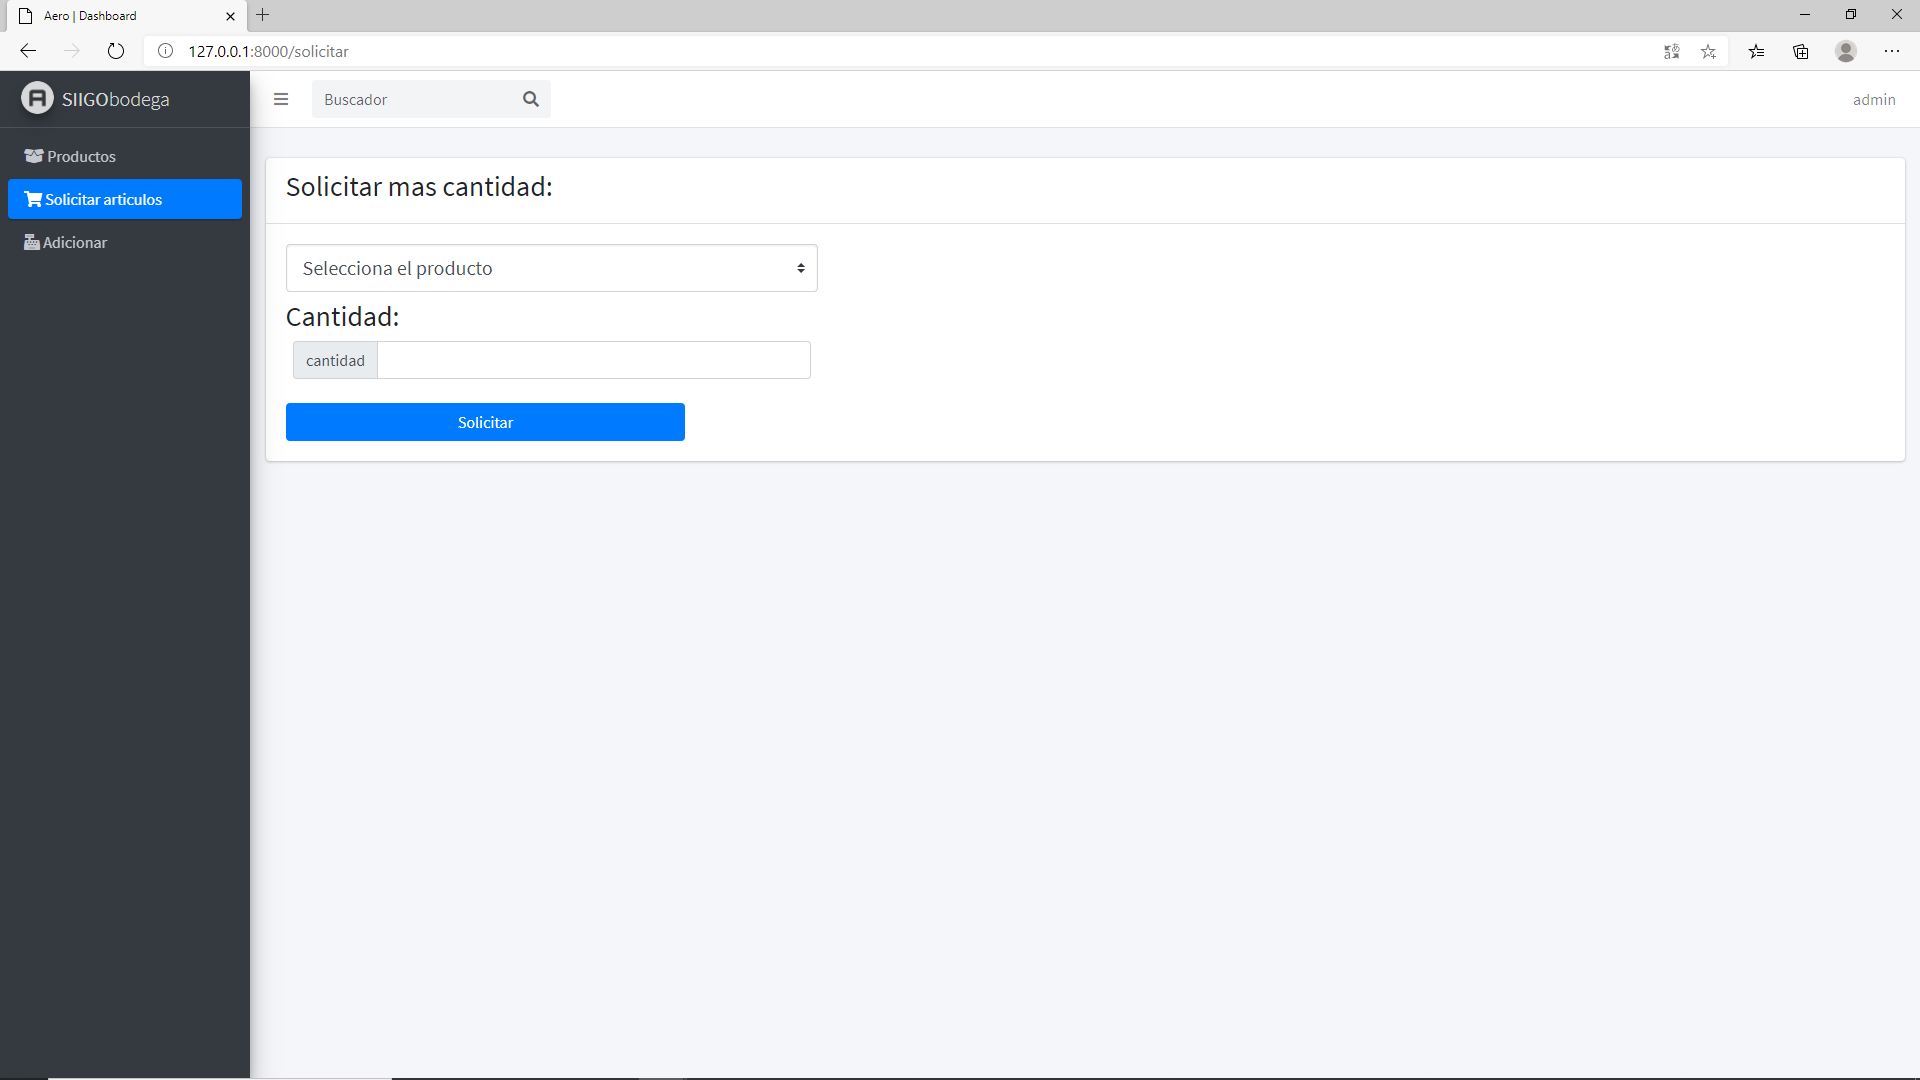 Aero | Dashboard
127.0.0.1:8000/solicitar
SIIGObodega
Buscador
admin
Productos
Solicitar articulos
Adicionar
Solicitar mas cantidad:
Selecciona el producto
Cantidad:
cantidad
Solicitar